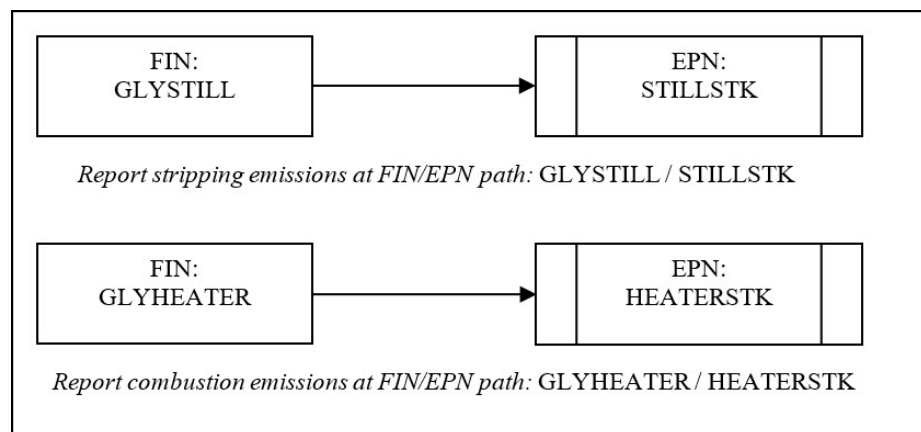 FIN:
GLYSTILL
EPN:
STILLSTK
Report stripping emissions at FIN/EPN path: GLYSTILL / STILLSTK
FIN:
GLYHEATER
EPN:
HEATERSTK
Report combustion emissions at FIN/EPN path: GLYHEATER / HEATERSTK